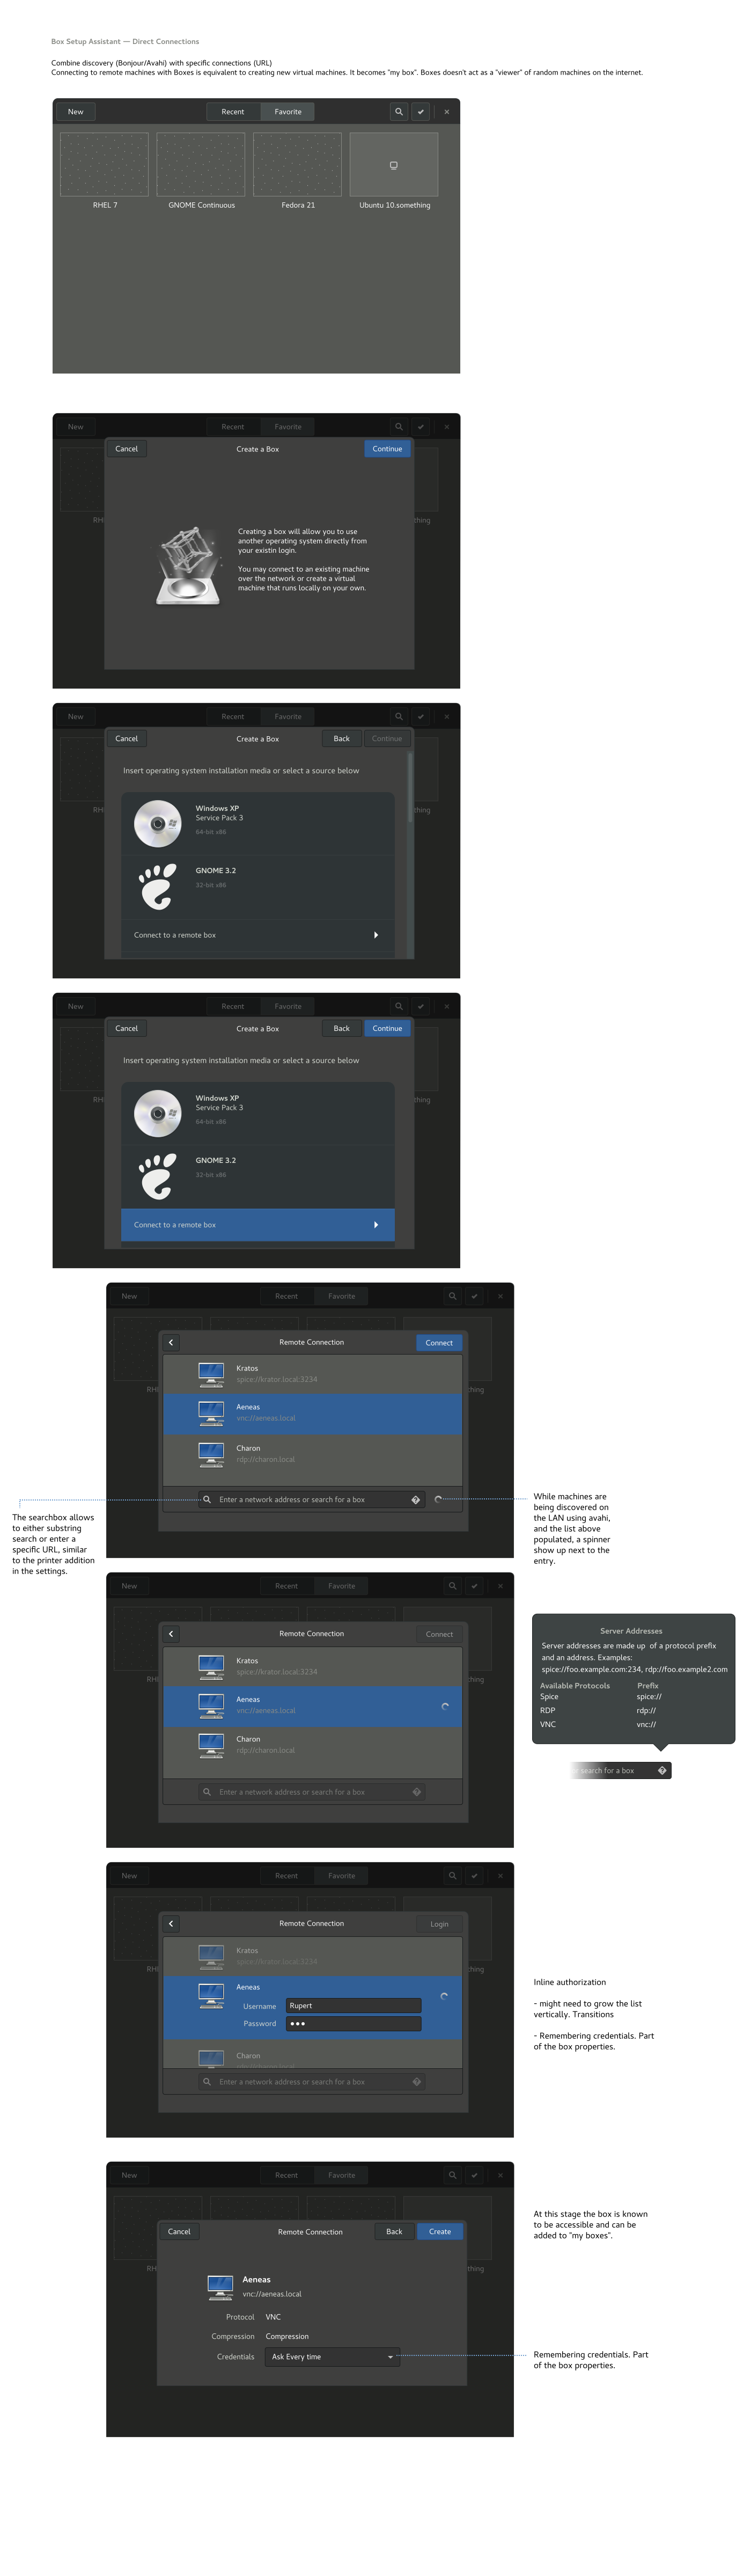 Box Setup Assistant — Direct Connections
Combine discovery (Bonjour/Avahi) with specific connections (URL)
Connecting to remote machines with Boxes is equivalent to creating new virtual machines. It becomes "my box". Boxes doesn't act as a "viewer" of random machines on the internet.
New
Recent
Favorite
RHEL 7
GNOME Continuous
Fedora 21
Ubuntu 10.something
New
Recent
Favorite
Cancel
Create a Box
Continue
RH
thing
Creating a box will allow you to use
another operating system directly from
your existin login.
You may connect to an existing machine
over the network or create a virtual
machine that runs locally on your own.
New
Recent
Favorite
Cancel
Create a Box
Back
Continue
Insert operating system installation media or select a source below
RH
thing
Windows XP
Service Pack 3
64-bit x86
GNOME 3.2
32-bit x86
Connect to a remote box
New
Recent
Favorite
Cancel
Create a Box
Back
Continue
Insert operating system installation media or select a source below
RH
thing
Windows XP
Service Pack 3
64-bit x86
GNOME 3.2
32-bit x86
Connect to a remote box
New
Recent
Favorite
Remote Connection
Connect
Kratos
spice://krator.local:3234
RH
thing
Aeneas
vnc://aeneas.local
Charon
rdp://charon.local
Enter a network address or search for a box
While machines are
being discovered on
the LAN using avahi,
and the list above
populated, a spinner
show up next to the
entry.
The searchbox allows
to either substring
search or enter a
specific URL, similar
to the printer addition
in the settings.
New
Recent
Favorite
Remote Connection
Connect
Kratos
spice://krator.local:3234
RH
thing
Aeneas
vnc://aeneas.local
Charon
rdp://charon.local
Enter a network address or search for a box
Server Addresses
Server addresses are made up of a protocol prefix
and an address. Examples:
spice://foo.example.com:234, rdp://foo.example2.com
Available Protocols
Prefix
Spice
spice://
RDP
rdp://
VNC
vnc://
search for a box
New
Recent
Favorite
Remote Connection
Login
Kratos
spice://krator.local:3234
RH
thing
Aeneas
Username
Rupert
Password
Charon
Enter a network address or search for a box
Inline authorization
- might need to grow the list
vertically. Transitions
- Remembering credentials. Part
of the box properties.
New
Recent
Favorite
Cancel
Remote Connection
Back
Create
RH
thing
Aeneas
vnc://aeneas.local
Protocol
VNC
Compression
Compression
Credentials
Ask Every time
At this stage the box is known
to be accessible and can be
added to "my boxes".
Remembering credentials. Part
of the box properties.